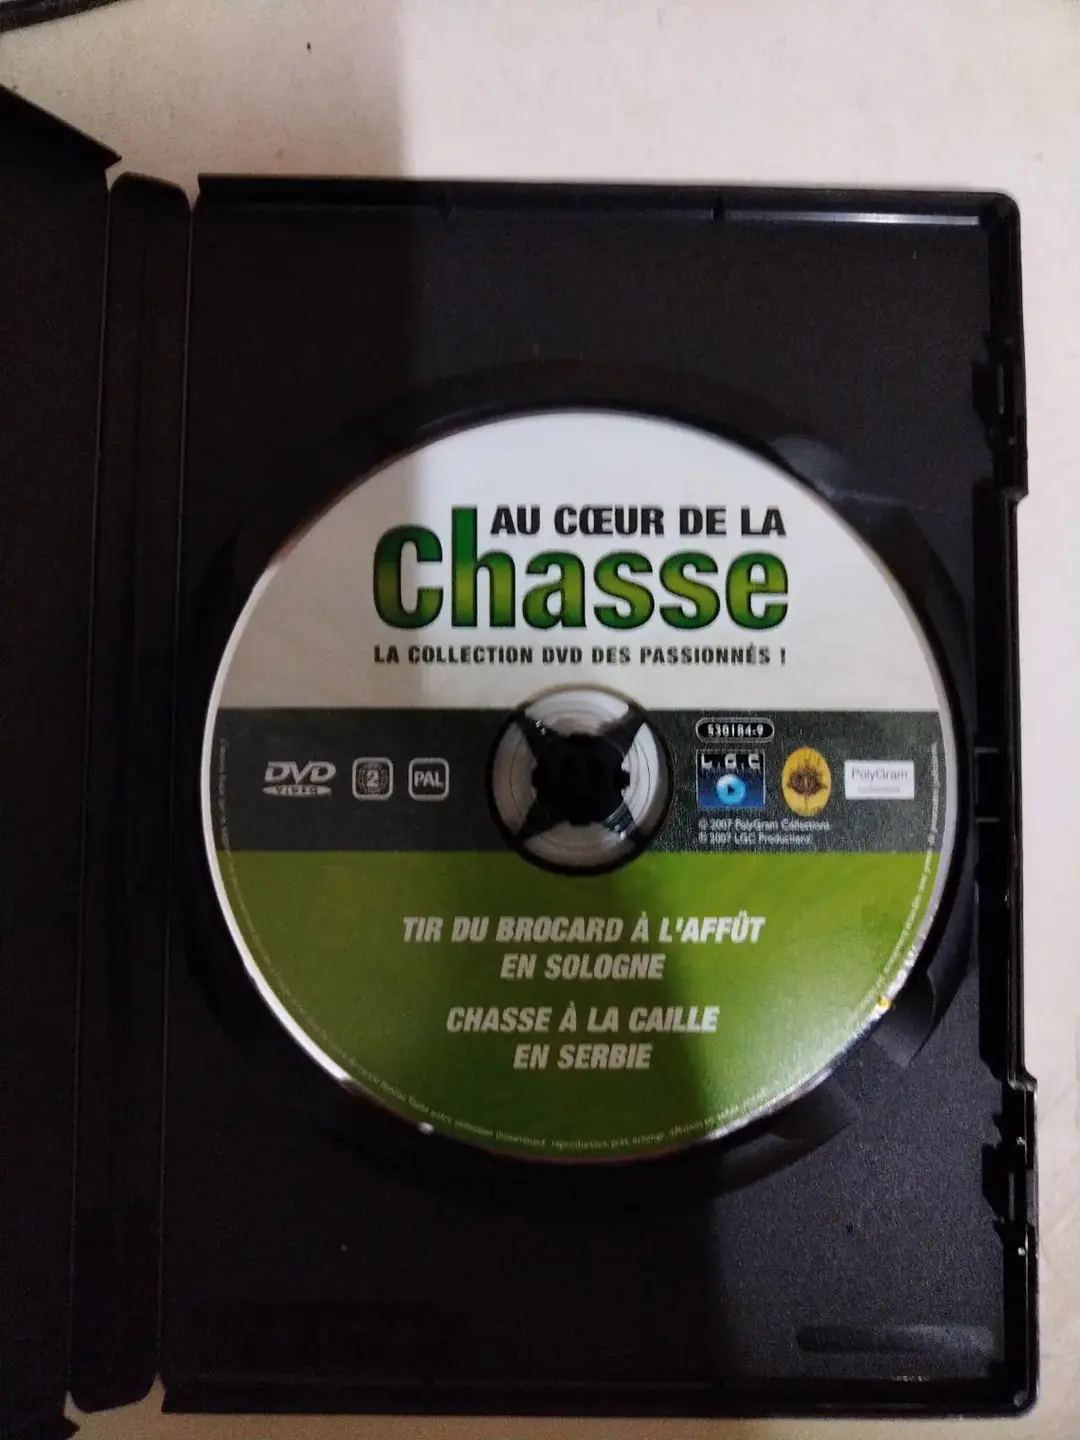 AU CŒUR DE LA
Chasse
LA COLLECTION DVD DES PASSIONNÉS !
530184-9
DVD
VIDEO
2
PAL
LGC
PolyGram
© 2007 PolyGram Collections
℗ 2007 LGC Productions
TIR DU BROCARD À L'AFFÛT
EN SOLOGNE
CHASSE À LA CAILLE
EN SERBIE